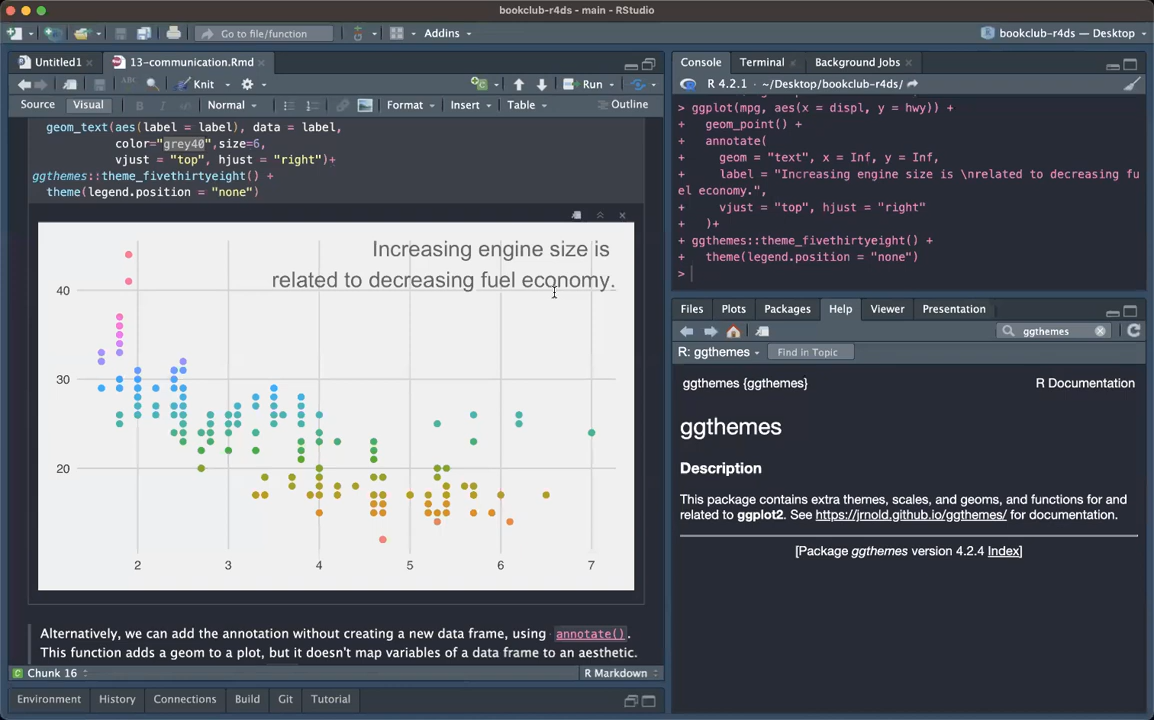 bookclub-r4ds - main - RStudio
Go to file/function
Addins
bookclub-r4ds — Desktop
Untitled1
13-communication.Rmd
ABC
Knit
Run
Source
Visual
B
I
Normal
Format
Insert
Table
Outline
geom_text(aes(label = label), data = label,
color="grey40",size=6,
vjust = "top", hjust = "right")+
ggthemes::theme_fivethirtyeight() +
theme(legend.position = "none")
Increasing engine size is
related to decreasing fuel economy.
40
30
20
2
3
4
5
6
7
Alternatively, we can add the annotation without creating a new data frame, using annotate().
This function adds a geom to a plot, but it doesn't map variables of a data frame to an aesthetic.
Chunk 16
R Markdown
Environment
History
Connections
Build
Git
Tutorial
Console
Terminal
Background Jobs
R 4.2.1 · ~/Desktop/bookclub-r4ds/
> ggplot(mpg, aes(x = displ, y = hwy)) +
+ geom_point() +
+ annotate(
+ geom = "text", x = Inf, y = Inf,
+ label = "Increasing engine size is \nrelated to decreasing fu
el economy.",
+ vjust = "top", hjust = "right"
+ )+
+ ggthemes::theme_fivethirtyeight() +
+ theme(legend.position = "none")
>
Files
Plots
Packages
Help
Viewer
Presentation
ggthemes
R: ggthemes
Find in Topic
ggthemes {ggthemes}
R Documentation
ggthemes
Description
This package contains extra themes, scales, and geoms, and functions for and
related to ggplot2. See https://jrnold.github.io/ggthemes/ for documentation.
[Package ggthemes version 4.2.4 Index]